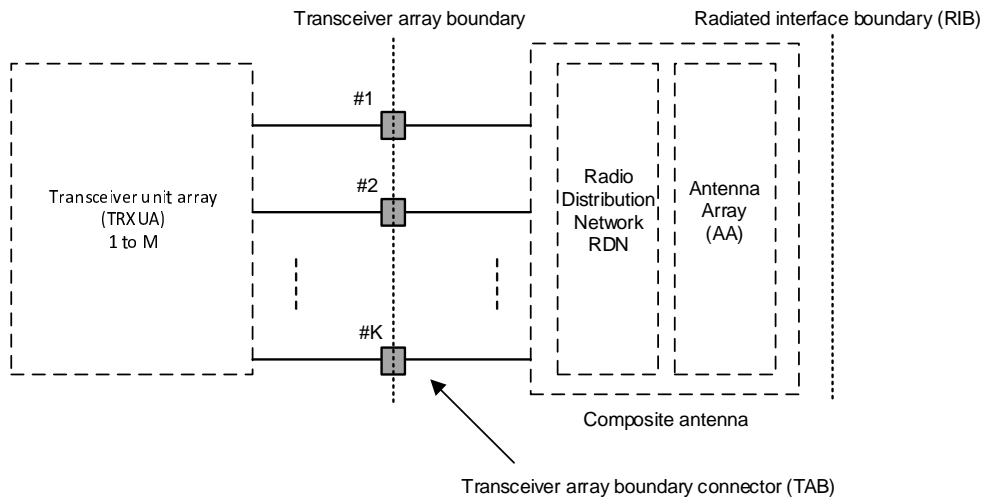 Transceiver array boundary
Radiated interface boundary (RIB)
#1
#2
#K
Transceiver unit array
(TRXUA)
1 to M
Radio
Distribution
Network
RDN
Antenna
Array
(AA)
Composite antenna
Transceiver array boundary connector (TAB)